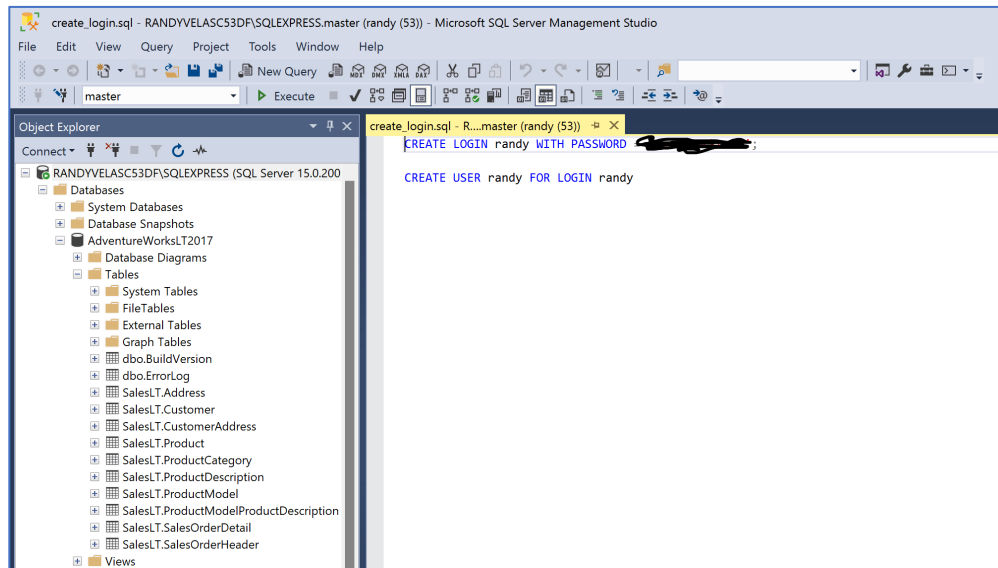 create_login.sql - RANDYVELASC53DF\SQLEXPRESS.master (randy (53)) - Microsoft SQL Server Management Studio
File Edit View Query Project Tools Window Help
New Query MDX DMX XMLA DAX
master Execute
Object Explorer
Connect
RANDYVELASC53DF\SQLEXPRESS (SQL Server 15.0.200
Databases
System Databases
Database Snapshots
AdventureWorksLT2017
Database Diagrams
Tables
System Tables
FileTables
External Tables
Graph Tables
dbo.BuildVersion
dbo.ErrorLog
SalesLT.Address
SalesLT.Customer
SalesLT.CustomerAddress
SalesLT.Product
SalesLT.ProductCategory
SalesLT.ProductDescription
SalesLT.ProductModel
SalesLT.ProductModelProductDescription
SalesLT.SalesOrderDetail
SalesLT.SalesOrderHeader
Views
create_login.sql - R....master (randy (53))
CREATE LOGIN randy WITH PASSWORD ;
CREATE USER randy FOR LOGIN randy